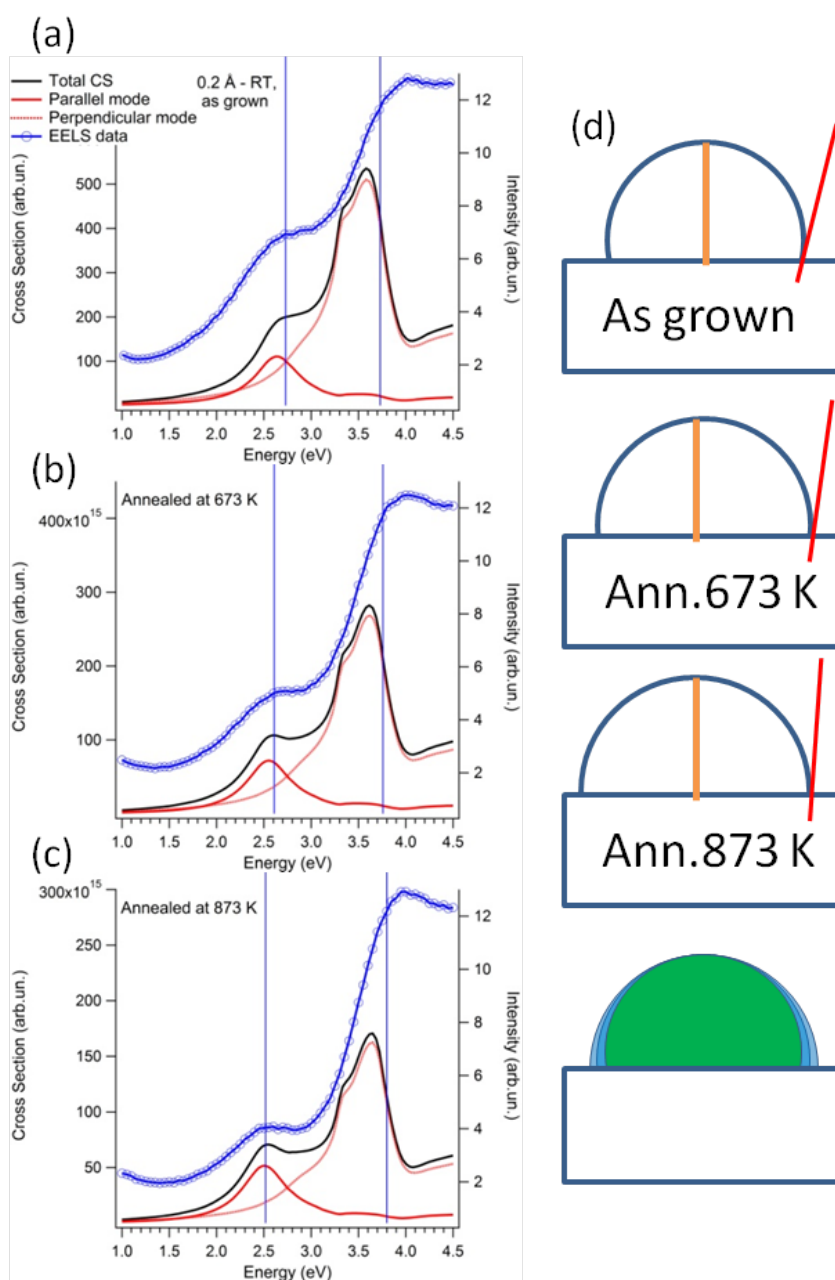 (a)
Total CS
Parallel mode
Perpendicular mode
EELS data
0.2 Å - RT,
as grown
Cross Section (arb.un.)
500
400
300
200
100
Intensity (arb.un.)
12
10
8
6
4
2
1.0 1.5 2.0 2.5 3.0 3.5 4.0 4.5
Energy (eV)
(b)
Annealed at 673 K
Cross Section (arb.un.)
400x10¹⁵
300
200
100
Intensity (arb.un.)
12
10
8
6
4
2
1.0 1.5 2.0 2.5 3.0 3.5 4.0 4.5
Energy (eV)
(c)
Annealed at 873 K
Cross Section (arb.un.)
300x10¹⁵
250
200
150
100
50
Intensity (arb.un.)
12
10
8
6
4
2
1.0 1.5 2.0 2.5 3.0 3.5 4.0 4.5
Energy (eV)
(d)
As grown
Ann.673 K
Ann.873 K